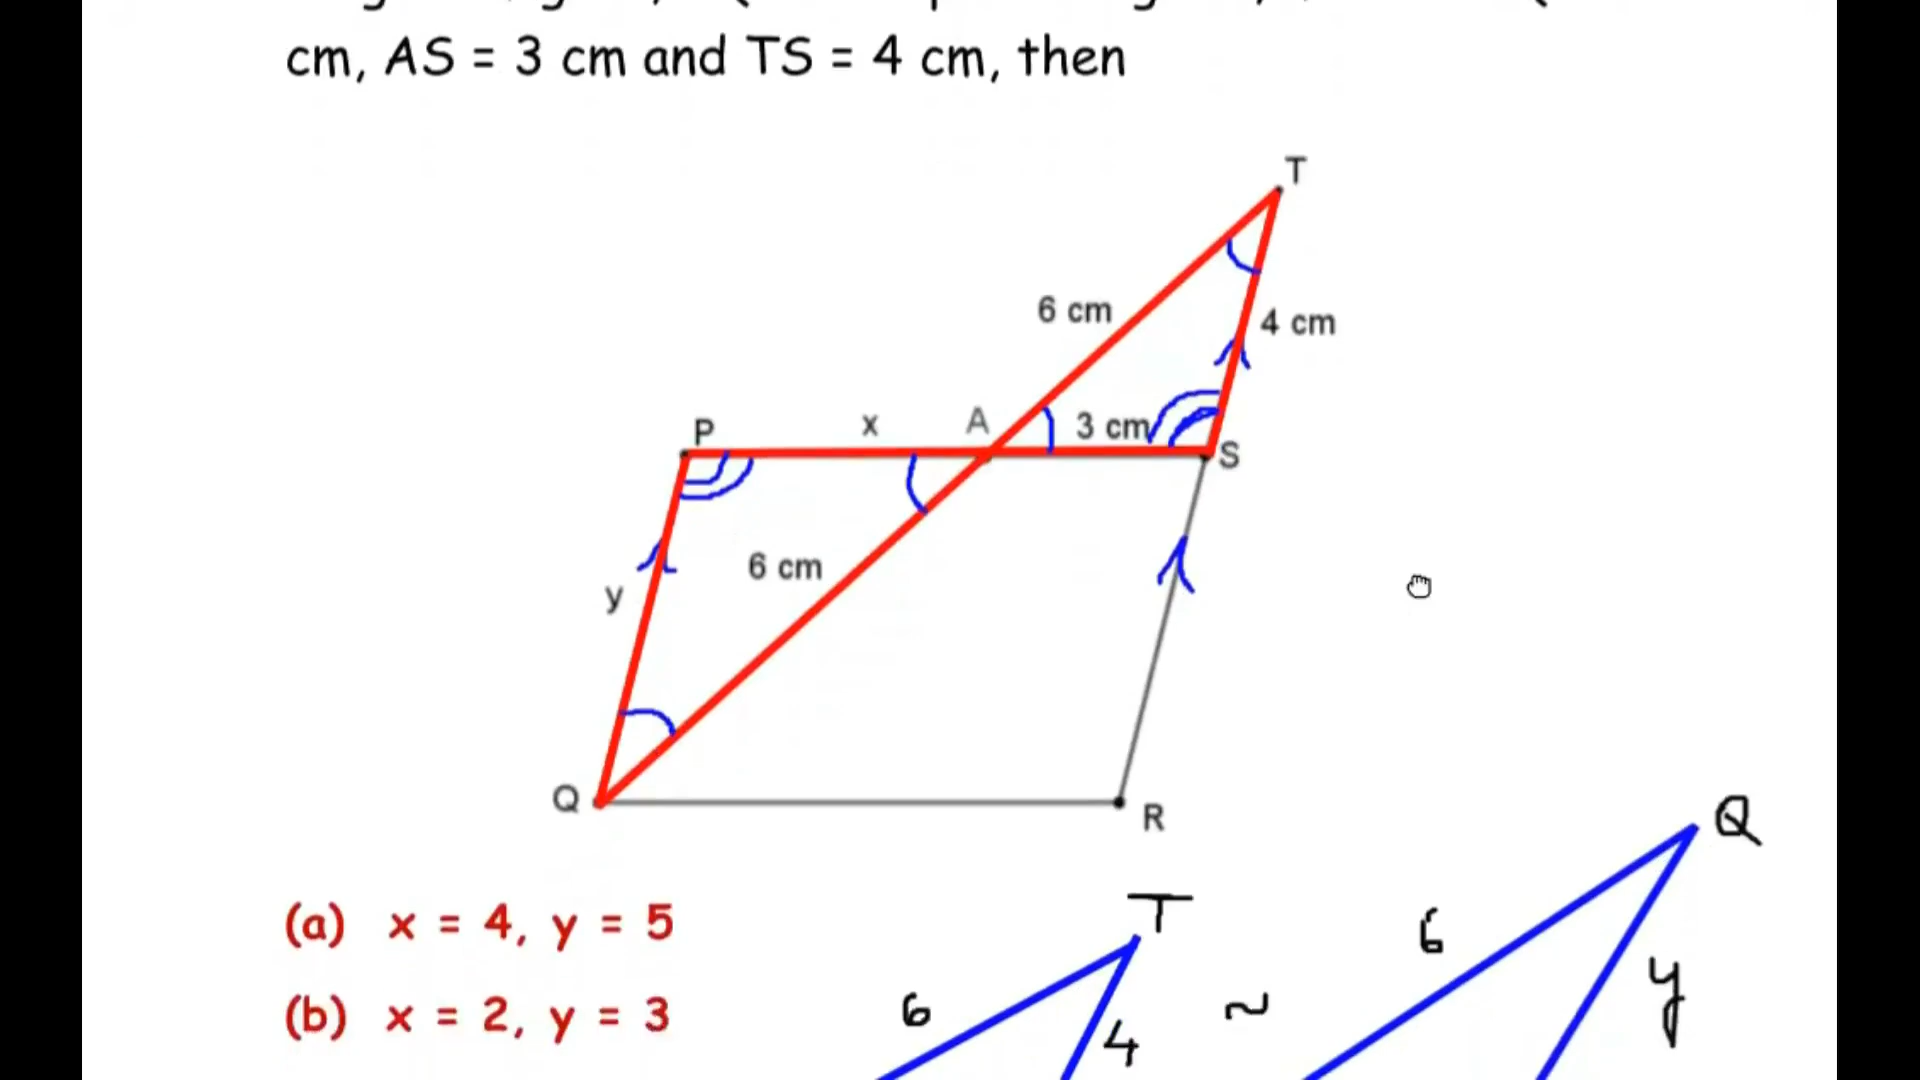 cm, AS = 3 cm and TS = 4 cm, then
T
6 cm
4 cm
P
x
A
3 cm
S
y
6 cm
Q
R
Q
(a) x = 4, y = 5
T
6
y
(b) x = 2, y = 3
6
~
4